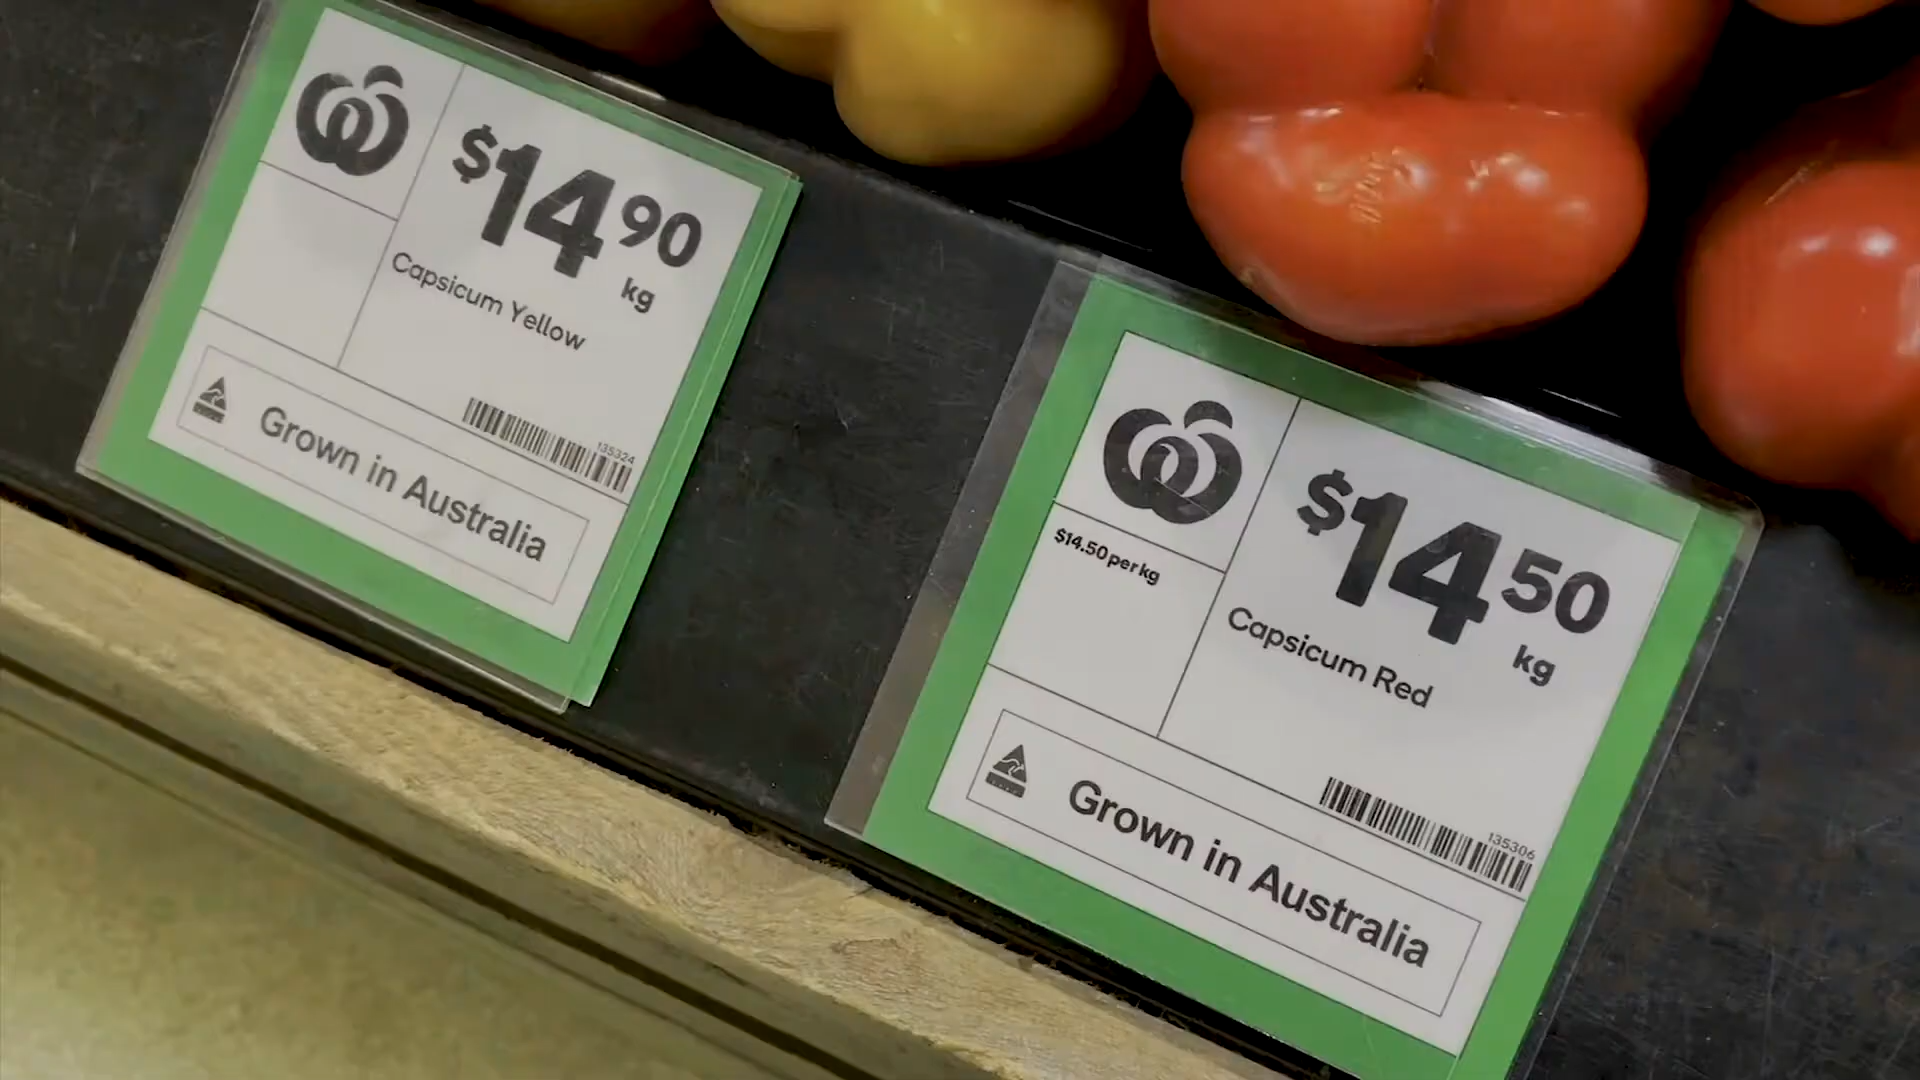 $14 90
kg
Capsicum Yellow
135324
Grown in Australia
$14 50
kg
$14.50 per kg
Capsicum Red
135306
Grown in Australia